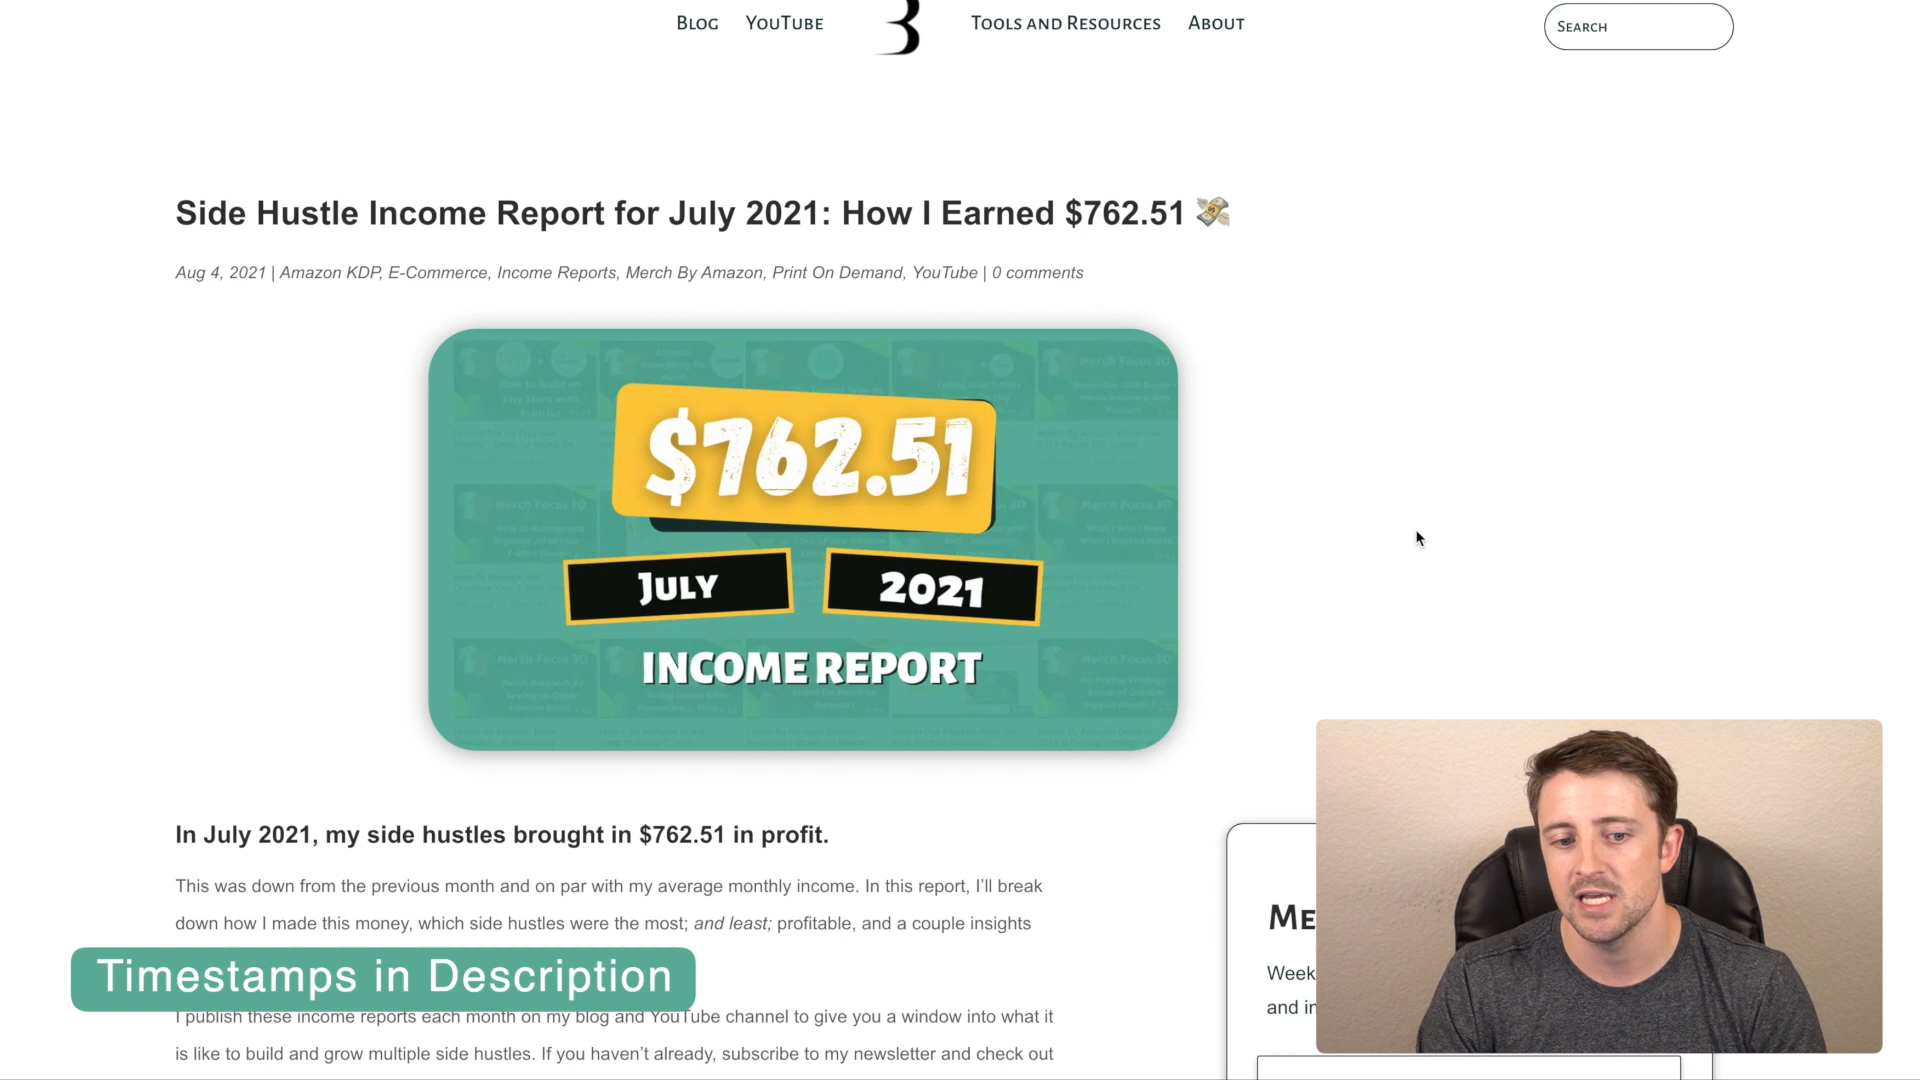 Blog YouTube Tools and Resources About Search
Side Hustle Income Report for July 2021: How I Earned $762.51 💸
Aug 4, 2021 | Amazon KDP, E-Commerce, Income Reports, Merch By Amazon, Print On Demand, YouTube | 0 comments
$762.51
July 2021
INCOME REPORT
In July 2021, my side hustles brought in $762.51 in profit.
This was down from the previous month and on par with my average monthly income. In this report, I'll break
down how I made this money, which side hustles were the most; and least; profitable, and a couple insights
Timestamps in Description
I publish these income reports each month on my blog and YouTube channel to give you a window into what it
is like to build and grow multiple side hustles. If you haven't already, subscribe to my newsletter and check out
Me
Week
and in